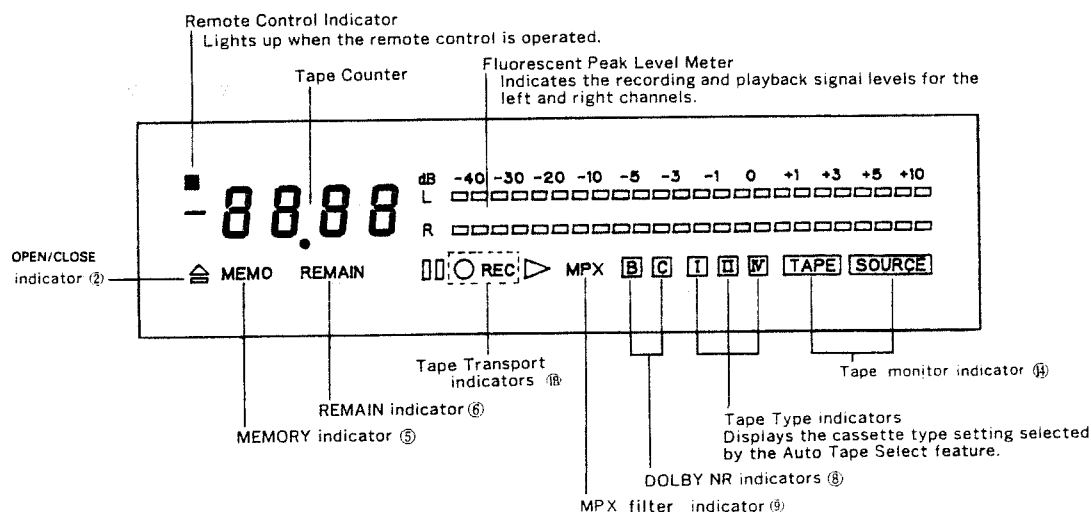 Remote Control Indicator
Lights up when the remote control is operated.
Tape Counter
Fluorescent Peak Level Meter
Indicates the recording and playback signal levels for the
left and right channels.
dB -40 -30 -20 -10 -5 -3 -1 0 +1 +3 +5 +10
L
-88.88
R
OPEN/CLOSE
indicator ②
MEMO REMAIN REC MPX B C I II IV TAPE SOURCE
Tape Transport
indicators
Tape monitor indicator ⑭
REMAIN indicator ⑥
MEMORY indicator ⑤
Tape Type indicators
Displays the cassette type setting selected
by the Auto Tape Select feature.
DOLBY NR indicators ⑧
MPX filter indicator ⑨